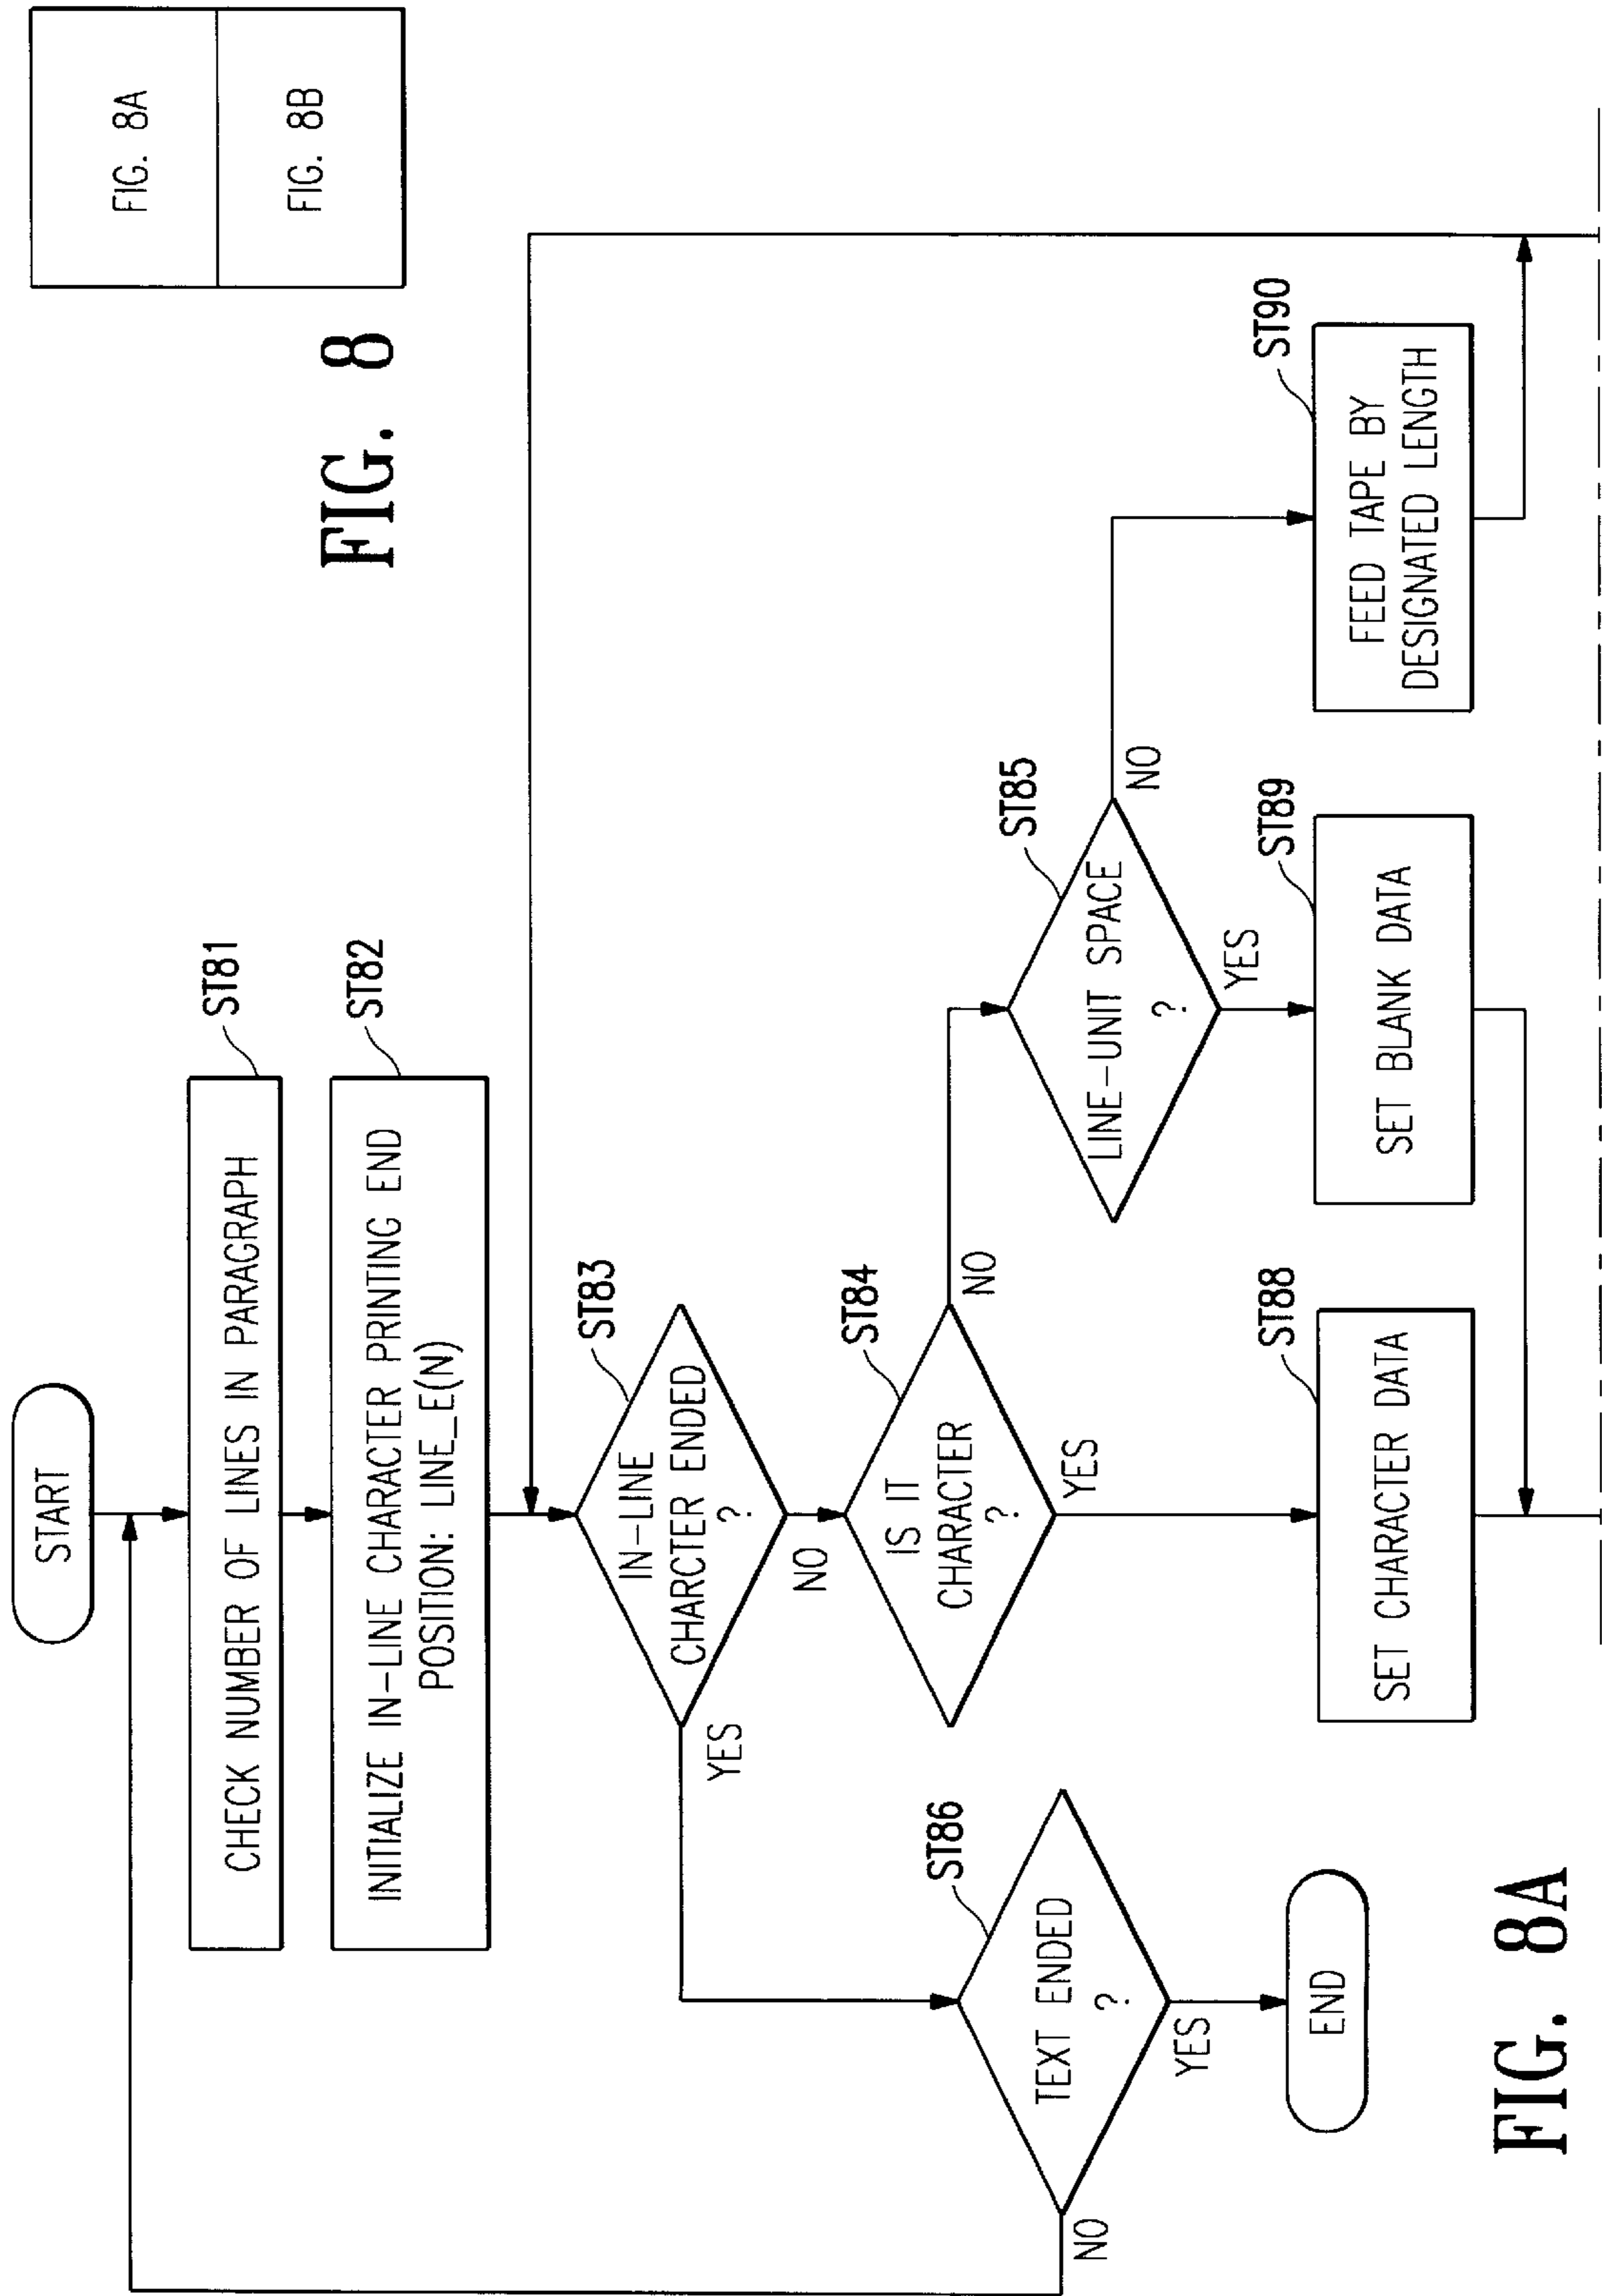 FIG. 8
FIG. 8A
FIG. 8B
START
ST81
CHECK NUMBER OF LINES IN PARAGRAPH
ST82
INITIALIZE IN-LINE CHARACTER PRINTING END
POSITION: LINE_E(N)
ST83
IN-LINE
CHARCTER ENDED
?
YES
NO
ST84
IS IT
CHARACTER
?
NO
YES
ST85
LINE-UNIT SPACE
?
NO
YES
ST86
TEXT ENDED
?
NO
YES
END
ST88
SET CHARACTER DATA
ST89
SET BLANK DATA
ST90
FEED TAPE BY
DESIGNATED LENGTH
FIG. 8A